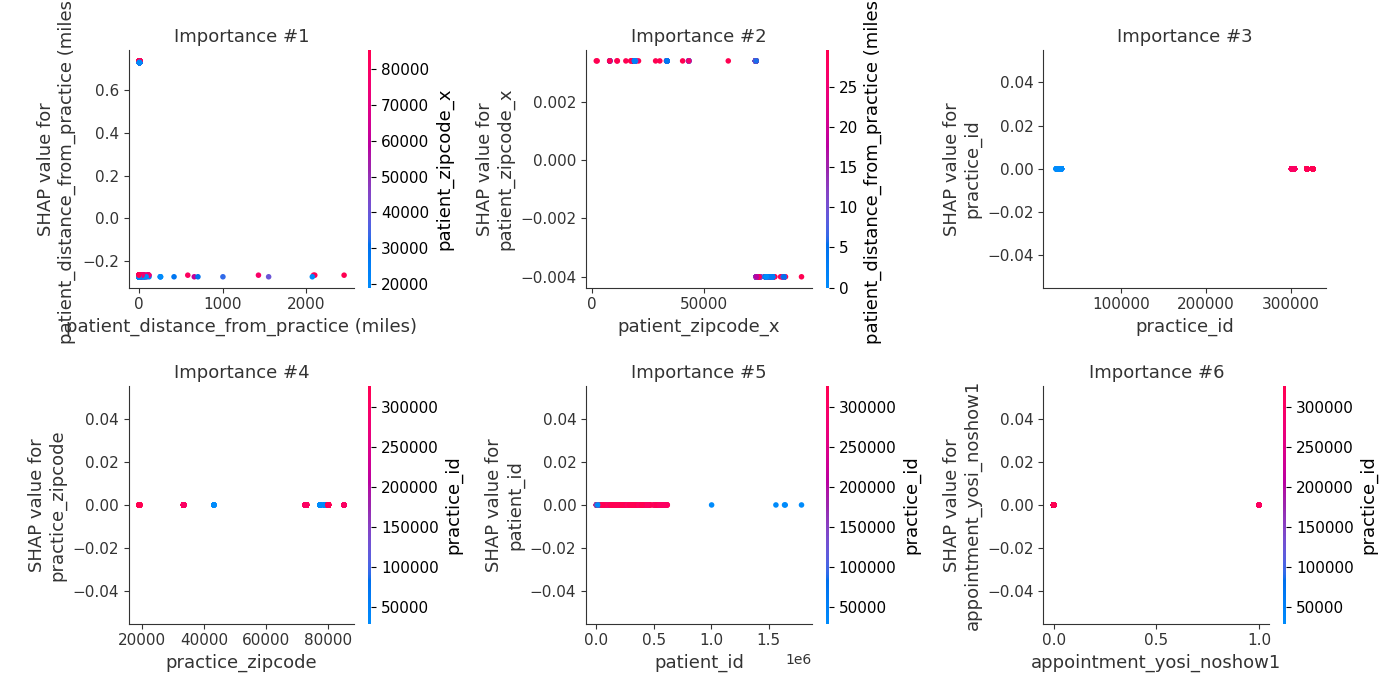 Importance #1
SHAP value for
patient_distance_from_practice (miles
0.6
0.4
0.2
0.0
−0.2
0
1000
2000
patient_distance_from_practice (miles)
80000
70000
60000
50000
40000
30000
20000
patient_zipcode_x
Importance #2
SHAP value for
patient_zipcode_x
0.002
0.000
−0.002
−0.004
0
50000
patient_zipcode_x
25
20
15
10
5
0
patient_distance_from_practice (miles
Importance #3
SHAP value for
practice_id
0.04
0.02
0.00
−0.02
−0.04
100000
200000
300000
practice_id
Importance #4
SHAP value for
practice_zipcode
0.04
0.02
0.00
−0.02
−0.04
20000
40000
60000
80000
practice_zipcode
300000
250000
200000
150000
100000
50000
practice_id
Importance #5
SHAP value for
patient_id
0.04
0.02
0.00
−0.02
−0.04
0.0
0.5
1.0
1.5
1e6
patient_id
300000
250000
200000
150000
100000
50000
practice_id
Importance #6
SHAP value for
appointment_yosi_noshow1
0.04
0.02
0.00
−0.02
−0.04
0.0
0.5
1.0
appointment_yosi_noshow1
300000
250000
200000
150000
100000
50000
practice_id